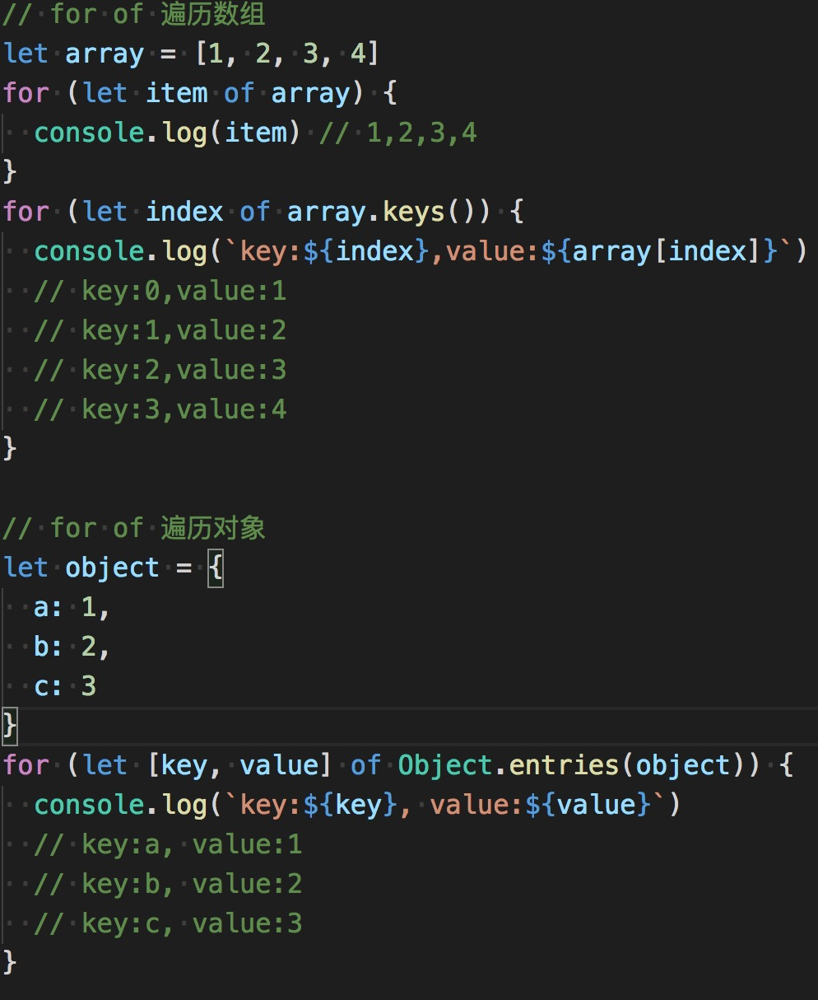 // for of 遍历数组
let array = [1, 2, 3, 4]
for (let item of array) {
  console.log(item) // 1,2,3,4
}
for (let index of array.keys()) {
  console.log(`key:${index},value:${array[index]}`)
  // key:0,value:1
  // key:1,value:2
  // key:2,value:3
  // key:3,value:4
}

// for of 遍历对象
let object = {
  a: 1,
  b: 2,
  c: 3
}
for (let [key, value] of Object.entries(object)) {
  console.log(`key:${key}, value:${value}`)
  // key:a, value:1
  // key:b, value:2
  // key:c, value:3
}